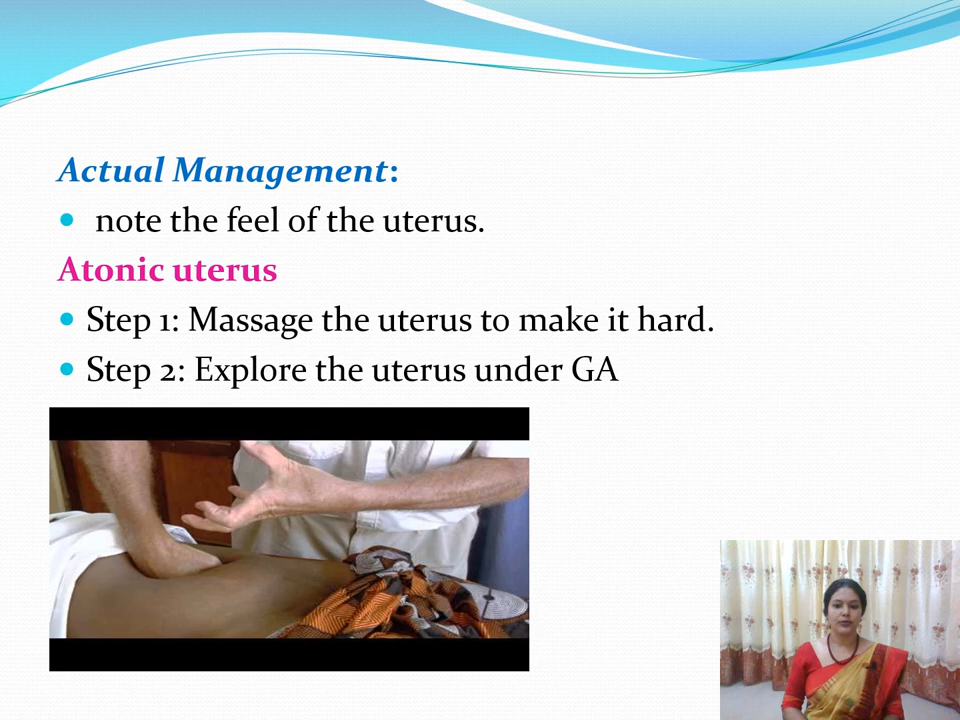 Actual Management:
• note the feel of the uterus.
Atonic uterus
• Step 1: Massage the uterus to make it hard.
• Step 2: Explore the uterus under GA